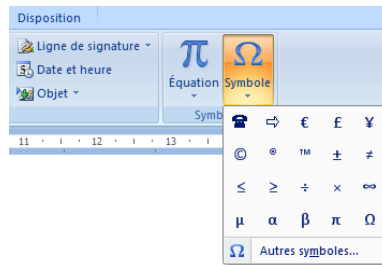 Disposition
Ligne de signature
Date et heure
Objet
π Ω
Équation Symbole
Symb
11 12 13
☎ ⇨ € £ ¥
© ® ™ ± ≠
≤ ≥ ÷ × ∞
µ α β π Ω
Ω Autres symboles...